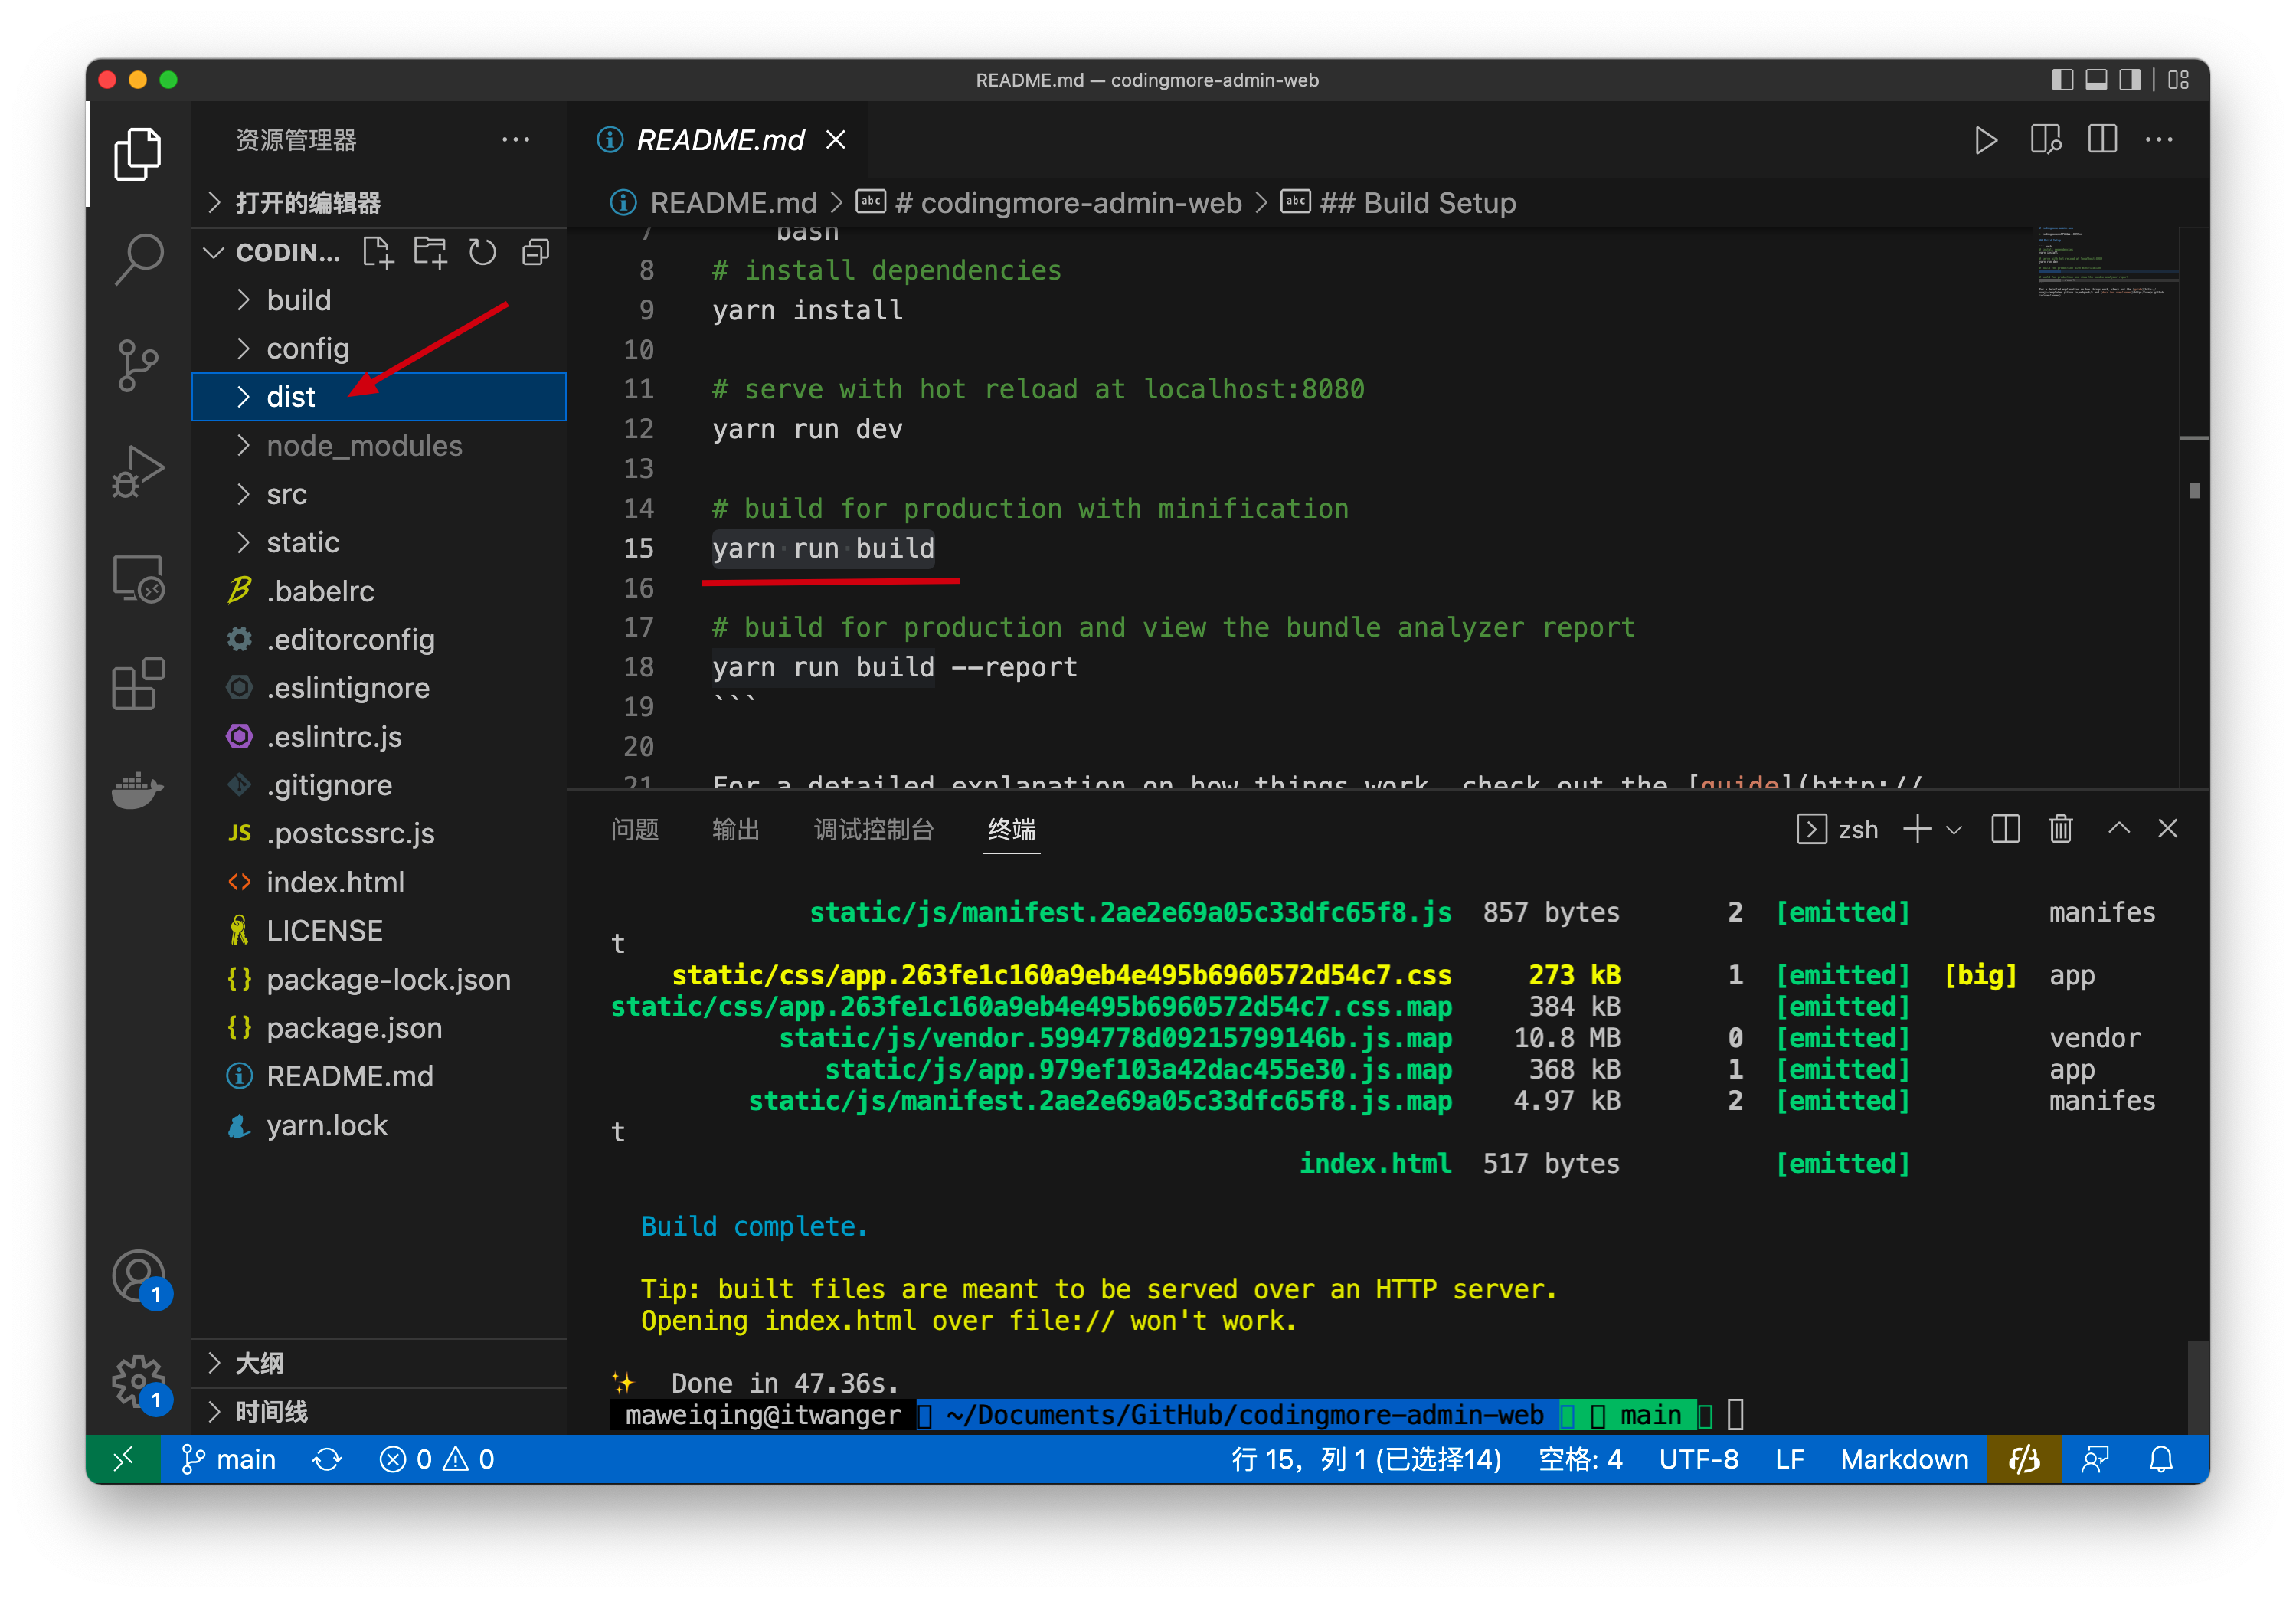 README.md — codingmore-admin-web
资源管理器
打开的编辑器
CODIN...
build
config
dist
node_modules
src
static
.babelrc
.editorconfig
.eslintignore
.eslintrc.js
.gitignore
JS .postcssrc.js
index.html
LICENSE
package-lock.json
package.json
README.md
yarn.lock
大纲
时间线
README.md
README.md > # codingmore-admin-web > ## Build Setup
7 bash
8 # install dependencies
9 yarn install
10
11 # serve with hot reload at localhost:8080
12 yarn run dev
13
14 # build for production with minification
15 yarn run build
16
17 # build for production and view the bundle analyzer report
18 yarn run build --report
19 ```
20
21 For a detailed explanation on how things work, check out the [guide](http://
问题 输出 调试控制台 终端 zsh
static/js/manifest.2ae2e69a05c33dfc65f8.js 857 bytes 2 [emitted] manifes
t
static/css/app.263fe1c160a9eb4e495b6960572d54c7.css 273 kB 1 [emitted] [big] app
static/css/app.263fe1c160a9eb4e495b6960572d54c7.css.map 384 kB [emitted]
static/js/vendor.5994778d09215799146b.js.map 10.8 MB 0 [emitted] vendor
static/js/app.979ef103a42dac455e30.js.map 368 kB 1 [emitted] app
static/js/manifest.2ae2e69a05c33dfc65f8.js.map 4.97 kB 2 [emitted] manifes
t
index.html 517 bytes [emitted]
Build complete.
Tip: built files are meant to be served over an HTTP server.
Opening index.html over file:// won't work.
✨ Done in 47.36s.
maweiqing@itwanger ~/Documents/GitHub/codingmore-admin-web main
1
1
main 0 0 行 15，列 1 (已选择14) 空格: 4 UTF-8 LF Markdown